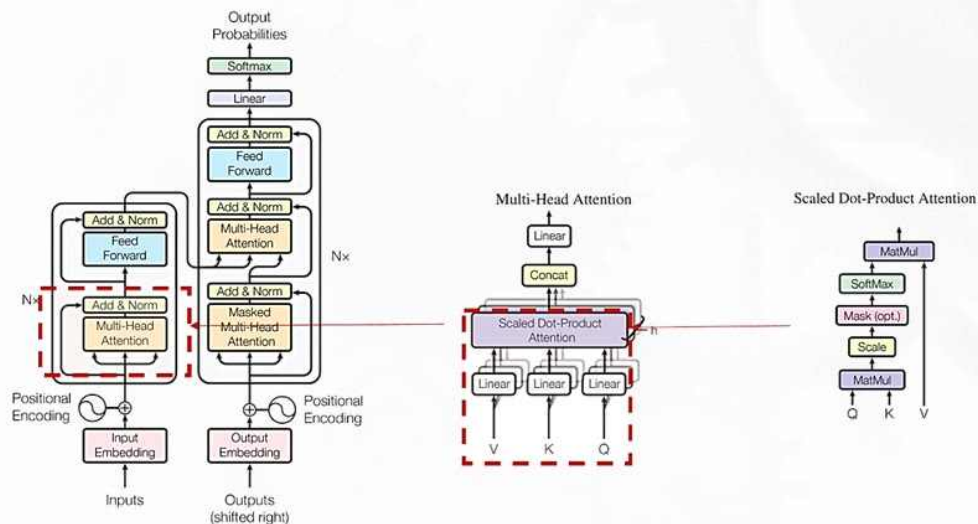 Output
Probabilities
Softmax
Linear
Add & Norm
Feed
Forward
Add & Norm
Multi-Head
Attention
Add & Norm
Masked
Multi-Head
Attention
Nx
Add & Norm
Feed
Forward
Nx
Add & Norm
Multi-Head
Attention
Positional
Encoding
Positional
Encoding
Input
Embedding
Output
Embedding
Inputs
Outputs
(shifted right)
Multi-Head Attention
Linear
Concat
Scaled Dot-Product
Attention
h
Linear
Linear
Linear
V
K
Q
Scaled Dot-Product Attention
MatMul
SoftMax
Mask (opt.)
Scale
MatMul
Q
K
V